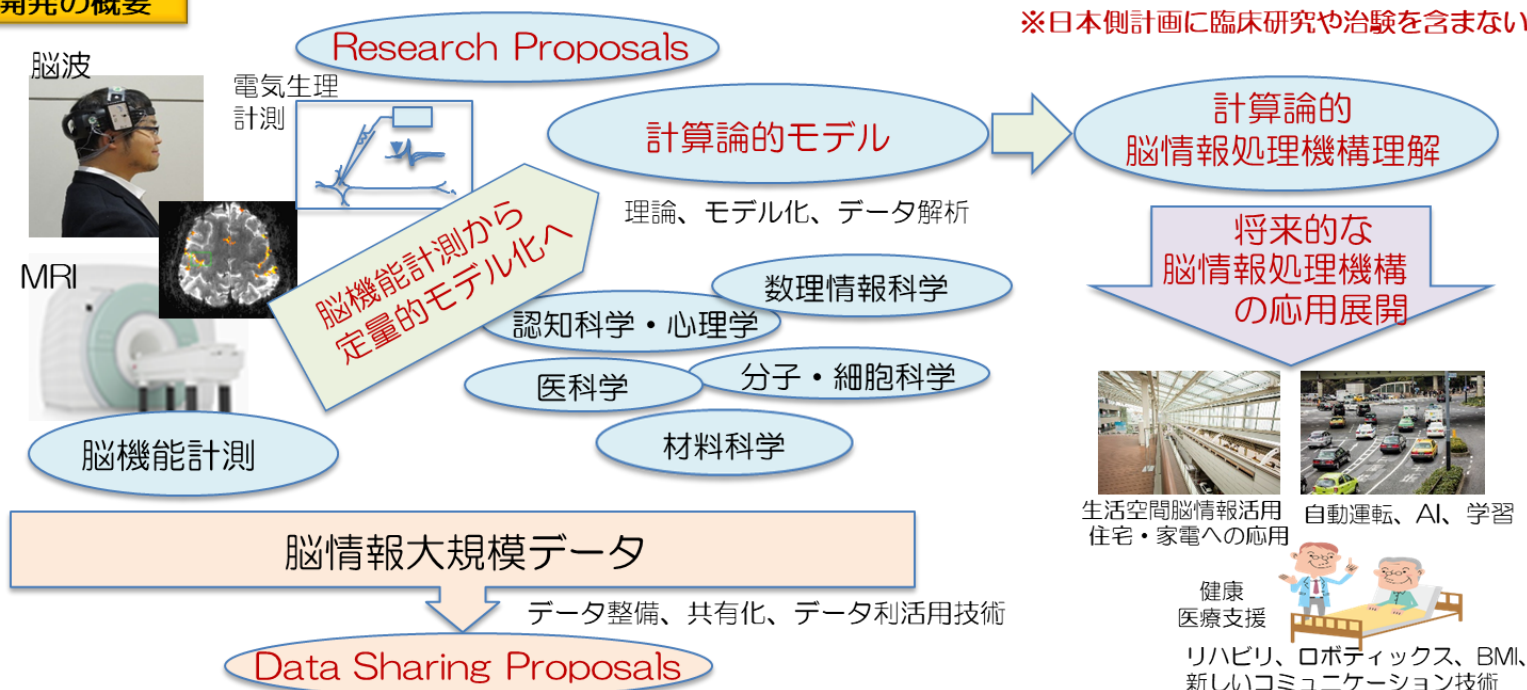 開発の概要
※日本側計画に臨床研究や治験を含まない
Research Proposals
脳波
電気生理
計測
計算論的モデル
計算論的
脳情報処理機構理解
理論、モデル化、データ解析
脳機能計測から
定量的モデル化へ
将来的な
脳情報処理機構
の応用展開
MRI
数理情報科学
認知科学・心理学
医科学
分子・細胞科学
材料科学
脳機能計測
生活空間脳情報活用
住宅・家電への応用
自動運転、AI、学習
脳情報大規模データ
データ整備、共有化、データ利活用技術
Data Sharing Proposals
健康
医療支援
リハビリ、ロボティックス、BMI、
新しいコミュニケーション技術